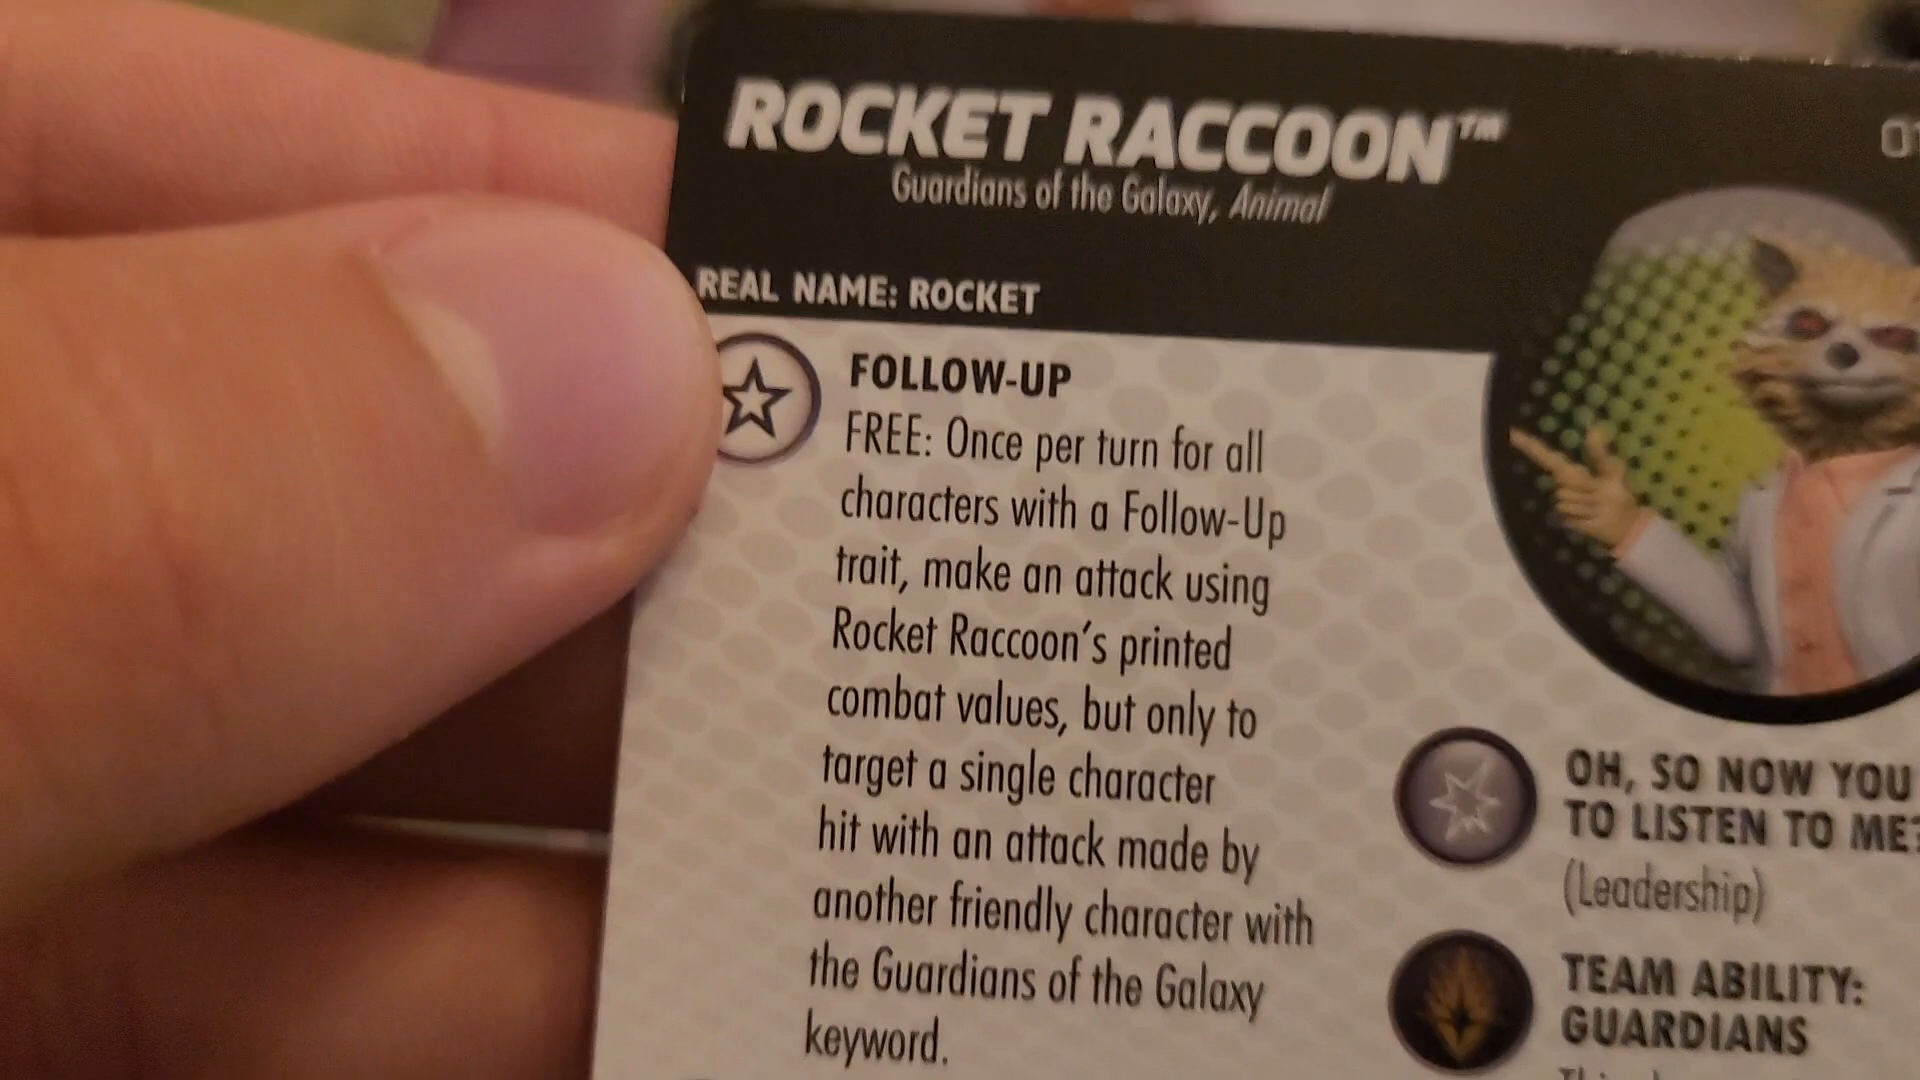 ROCKET RACCOON™
Guardians of the Galaxy, Animal
REAL NAME: ROCKET
FOLLOW-UP
FREE: Once per turn for all
characters with a Follow-Up
trait, make an attack using
Rocket Raccoon's printed
combat values, but only to
target a single character
hit with an attack made by
another friendly character with
the Guardians of the Galaxy
keyword.
OH, SO NOW YOU
TO LISTEN TO ME?
(Leadership)
TEAM ABILITY:
GUARDIANS